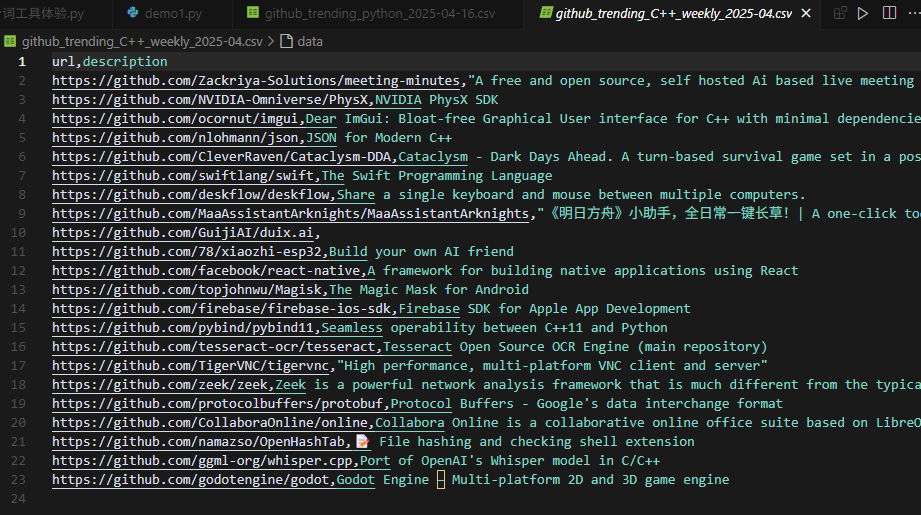 词工具体验.py demo1.py github_trending_python_2025-04-16.csv github_trending_C++_weekly_2025-04.csv
github_trending_C++_weekly_2025-04.csv > data
1 url,description
2 https://github.com/Zackriya-Solutions/meeting-minutes,"A free and open source, self hosted Ai based live meeting
3 https://github.com/NVIDIA-Omniverse/PhysX,NVIDIA PhysX SDK
4 https://github.com/ocornut/imgui,Dear ImGui: Bloat-free Graphical User interface for C++ with minimal dependencie
5 https://github.com/nlohmann/json,JSON for Modern C++
6 https://github.com/CleverRaven/Cataclysm-DDA,Cataclysm - Dark Days Ahead. A turn-based survival game set in a pos
7 https://github.com/swiftlang/swift,The Swift Programming Language
8 https://github.com/deskflow/deskflow,Share a single keyboard and mouse between multiple computers.
9 https://github.com/MaaAssistantArknights/MaaAssistantArknights,"《明日方舟》小助手，全日常一键长草！| A one-click too
10 https://github.com/GuijiAI/duix.ai,
11 https://github.com/78/xiaozhi-esp32,Build your own AI friend
12 https://github.com/facebook/react-native,A framework for building native applications using React
13 https://github.com/topjohnwu/Magisk,The Magic Mask for Android
14 https://github.com/firebase/firebase-ios-sdk,Firebase SDK for Apple App Development
15 https://github.com/pybind/pybind11,Seamless operability between C++11 and Python
16 https://github.com/tesseract-ocr/tesseract,Tesseract Open Source OCR Engine (main repository)
17 https://github.com/TigerVNC/tigervnc,"High performance, multi-platform VNC client and server"
18 https://github.com/zeek/zeek,Zeek is a powerful network analysis framework that is much different from the typica
19 https://github.com/protocolbuffers/protobuf,Protocol Buffers - Google's data interchange format
20 https://github.com/CollaboraOnline/online,Collabora Online is a collaborative online office suite based on LibreO
21 https://github.com/namazso/OpenHashTab,📝 File hashing and checking shell extension
22 https://github.com/ggml-org/whisper.cpp,Port of OpenAI's Whisper model in C/C++
23 https://github.com/godotengine/godot,Godot Engine – Multi-platform 2D and 3D game engine
24